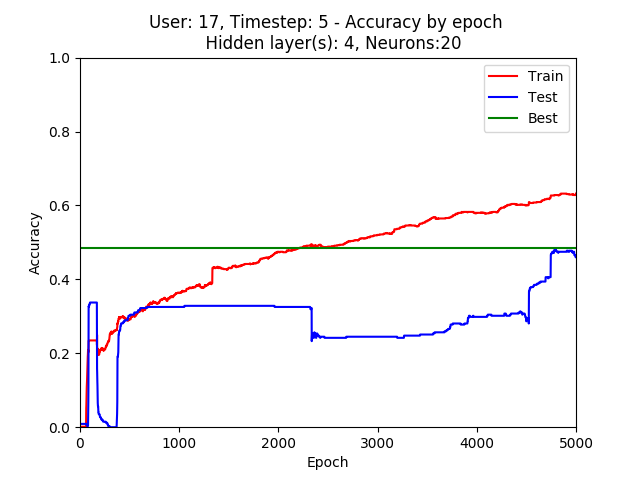 User: 17, Timestep: 5 - Accuracy by epoch
Hidden layer(s): 4, Neurons:20
1.0
0.8
0.6
0.4
0.2
0.0
Accuracy
Train
Test
Best
0
1000
2000
3000
4000
5000
Epoch